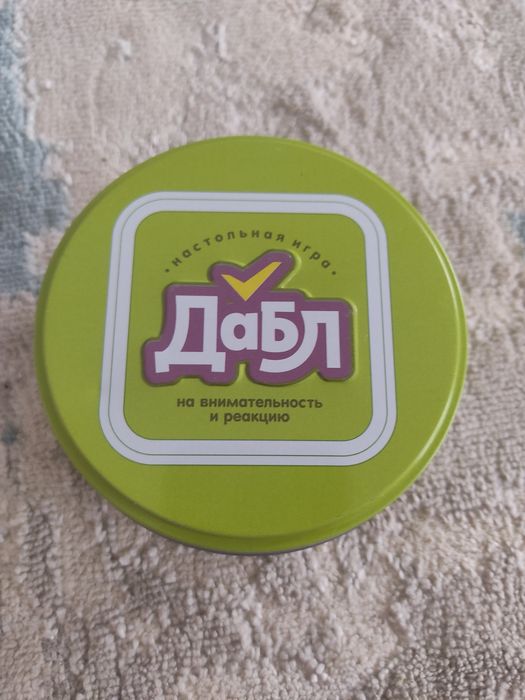 •настольная игра•
ДаБЛ
на внимательность
и реакцию